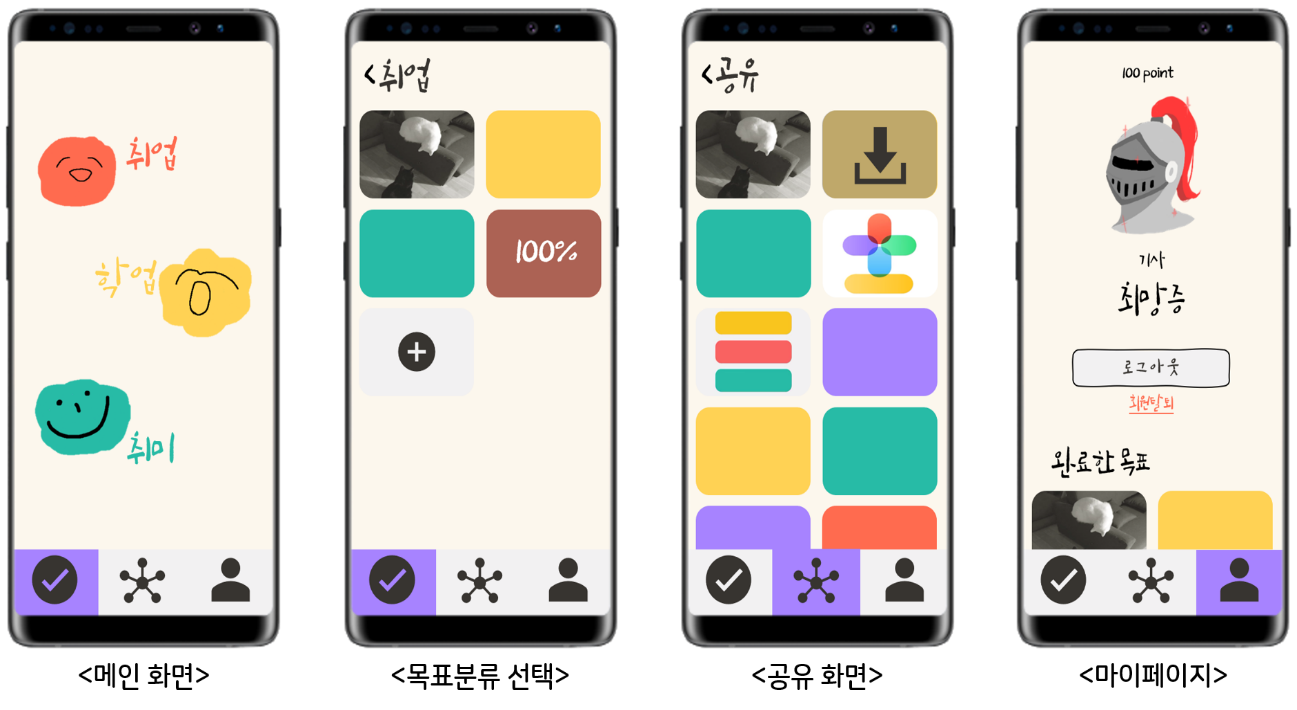 취업
학업
취미
<메인 화면>
<취업
100%
<목표분류 선택>
<공유
<공유 화면>
100 point
기사
최망증
로그아웃
회원탈퇴
완료한 목표
<마이페이지>